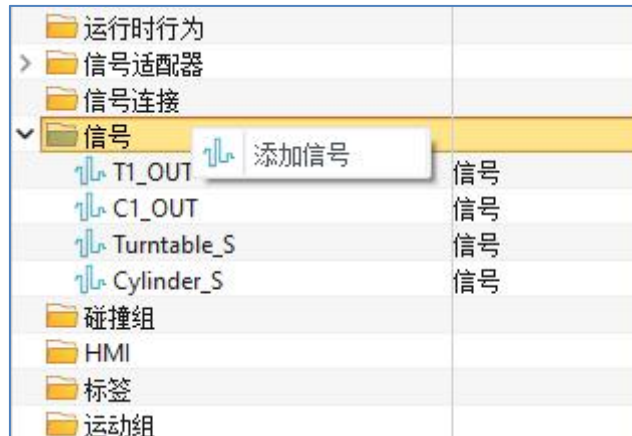 运行时行为
信号适配器
信号连接
信号
添加信号
T1_OUT 信号
C1_OUT 信号
Turntable_S 信号
Cylinder_S 信号
碰撞组
HMI
标签
运动组